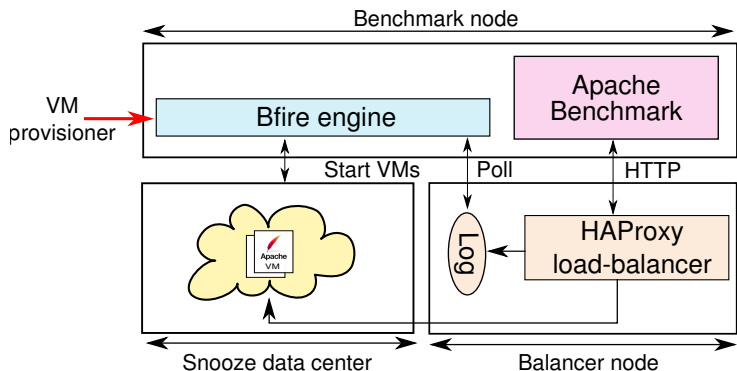 Benchmark node
VM
provisioner
Bfire engine
Apache
Benchmark
Start VMs
Poll
HTTP
Apache
VM
Log
HAProxy
load-balancer
Snooze data center
Balancer node